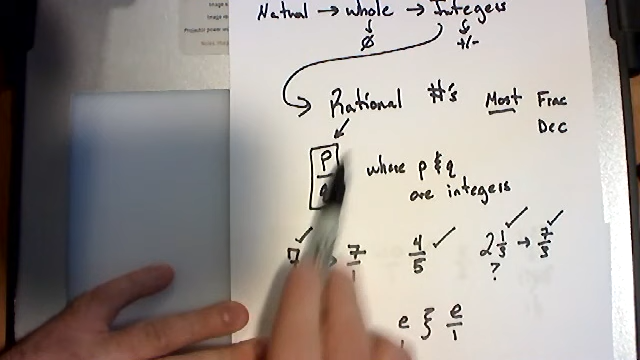 Natural → whole → Integers
∅ +/-
Rational #'s Most Frac
Dec
p/q where p & q
are integers
7 → 7/1 4/5 ✓ 2 1/3 → 7/3
?
e } e/1